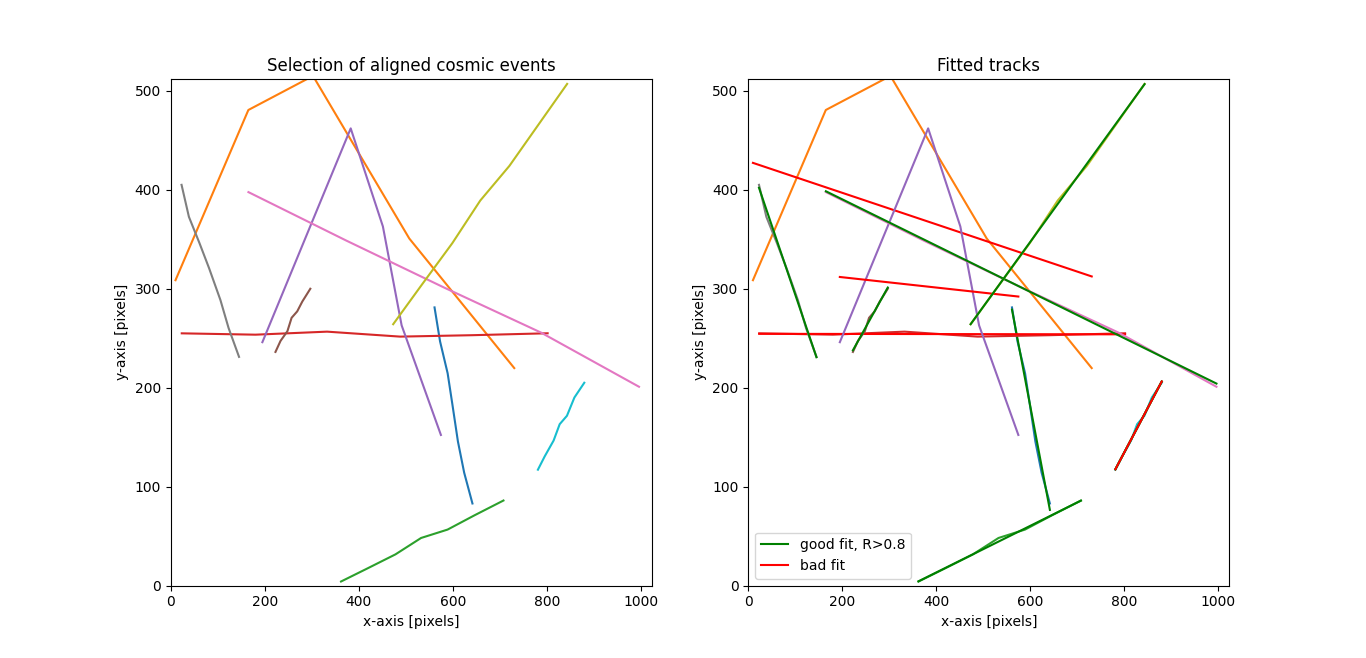 Selection of aligned cosmic events
y-axis [pixels]
500
400
300
200
100
0
0 200 400 600 800 1000
x-axis [pixels]
Fitted tracks
y-axis [pixels]
500
400
300
200
100
0
good fit, R>0.8
bad fit
0 200 400 600 800 1000
x-axis [pixels]